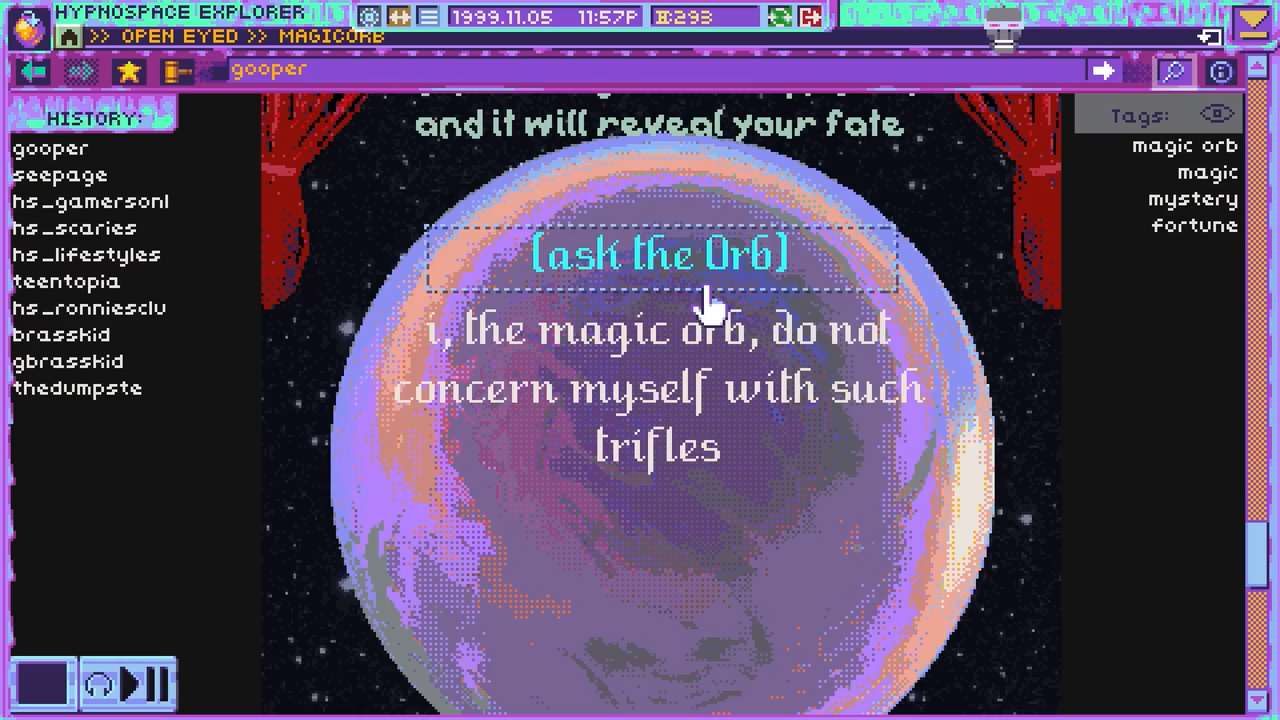 HYPNOSPACE EXPLORER
1999.11.05 11:57P
293
>> OPEN EYED >> MAGICORB
gooper
HISTORY:
gooper
seepage
hs_gamersonl
hs_scaries
hs_lifestyles
teentopia
hs_ronniesclu
brasskid
gbrasskid
thedumpste
and it will reveal your fate
[ask the Orb]
i, the magic orb, do not
concern myself with such
trifles
Tags:
magic orb
magic
mystery
fortune